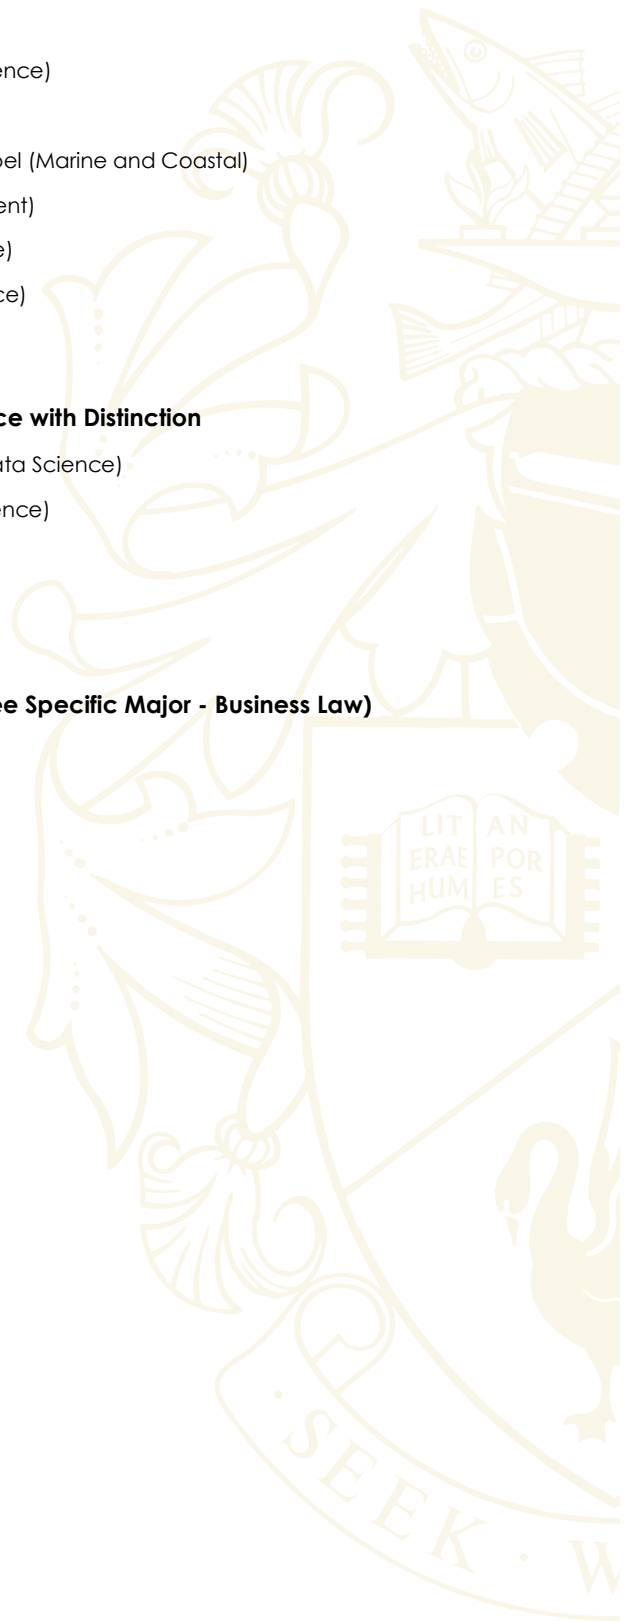 ence)
oel (Marine and Coastal)
ent)
e)
ce)
ce with Distinction
ata Science)
ence)
ee Specific Major - Business Law)
LIT AN
ERAE POR
HUM ES
· SEEK · W